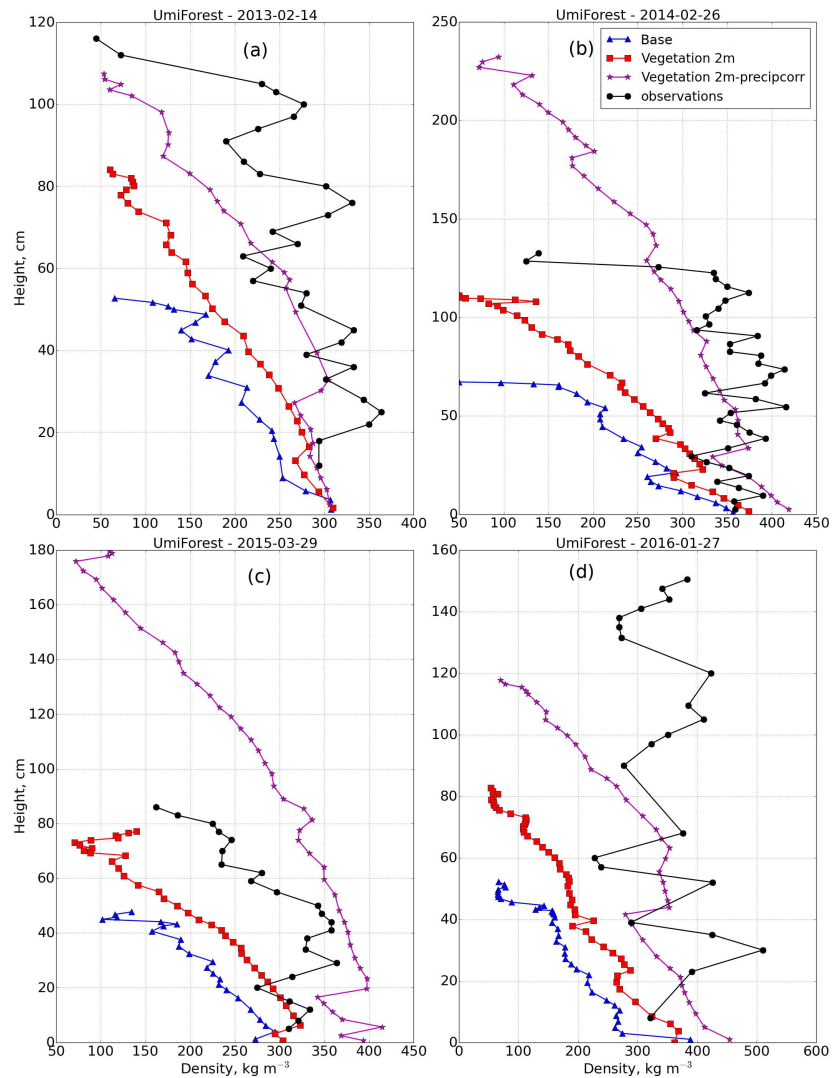 UmiForest - 2013-02-14
UmiForest - 2014-02-26
(a)
(b)
Base
Vegetation 2m
Vegetation 2m-precipcorr
observations
Height, cm
120
100
80
60
40
20
0
0 50 100 150 200 250 300 350 400
250
200
150
100
50
0
50 100 150 200 250 300 350 400 450
UmiForest - 2015-03-29
UmiForest - 2016-01-27
(c)
(d)
Height, cm
180
160
140
120
100
80
60
40
20
0
50 100 150 200 250 300 350 400 450
Density, kg m⁻³
160
140
120
100
80
60
40
20
0
0 100 200 300 400 500 600
Density, kg m⁻³